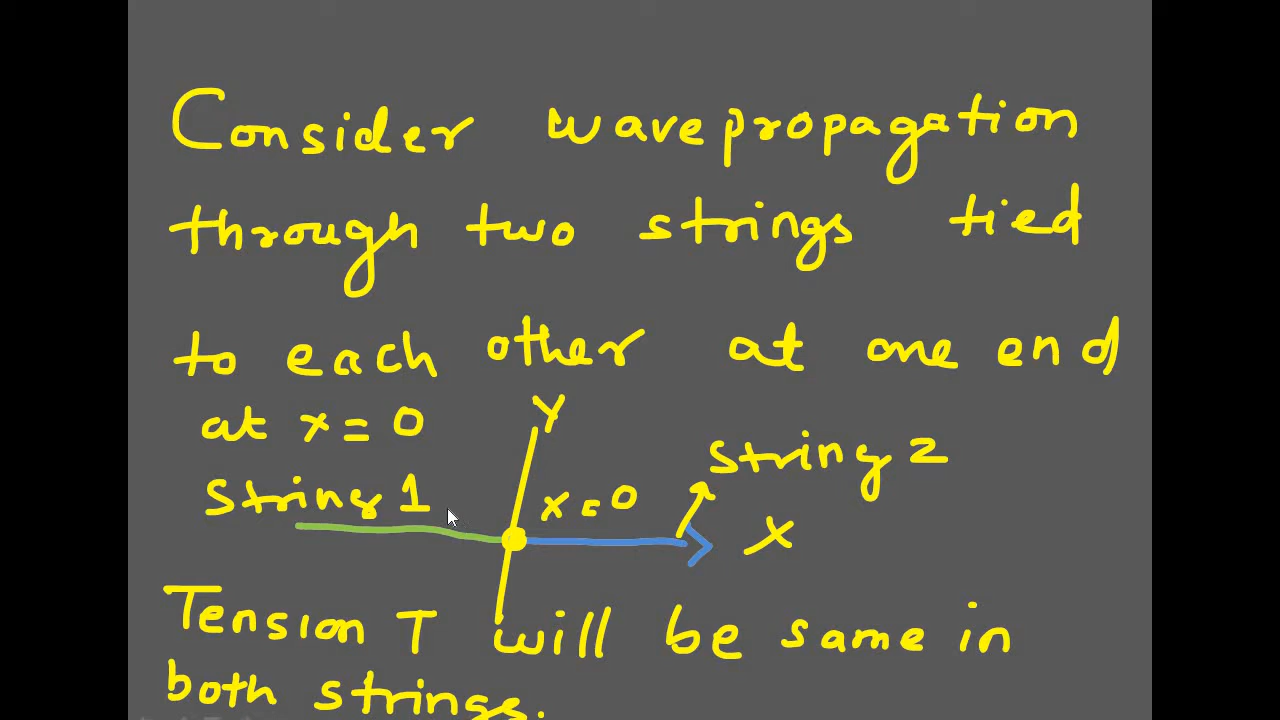 Consider wave propagation
through two strings tied
to each other at one end
at x = 0
Y
string 2
String 1
x = 0
X
Tension T will be same in
both strings.